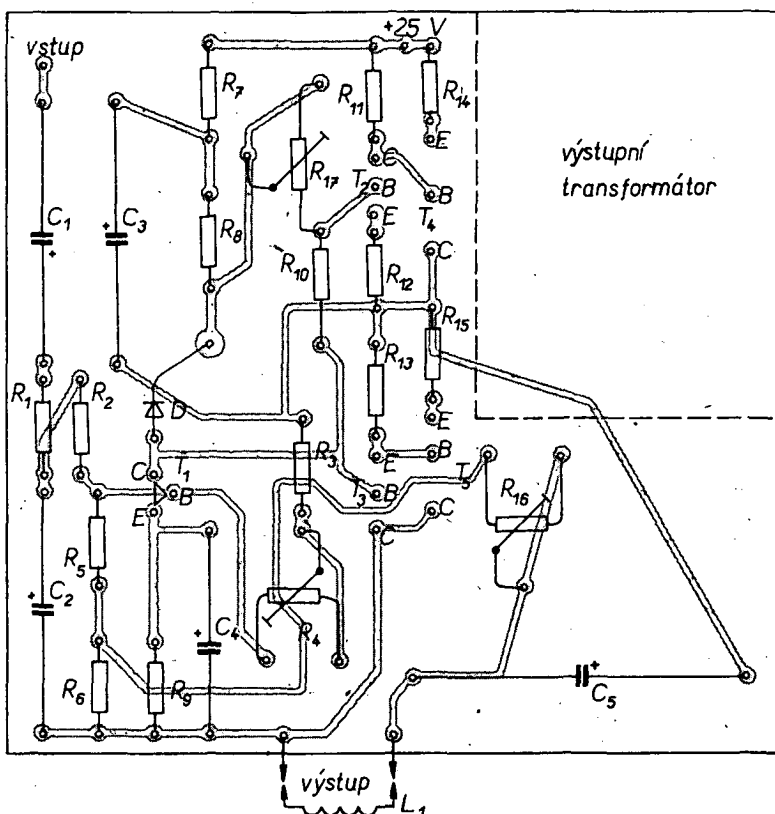 +25 V
vstup
R7
R11
R14
E
výstupní
transformátor
C
R17
T2
B
B
C1
C3
R8
E
T4
C
R10
R12
R15
R1
R2
D
R13
E
R3
C
T1
E
B
T3
B
T5
R16
B
E
C
C
R5
C2
C4
R4
R6
R9
C5
výstup
L1